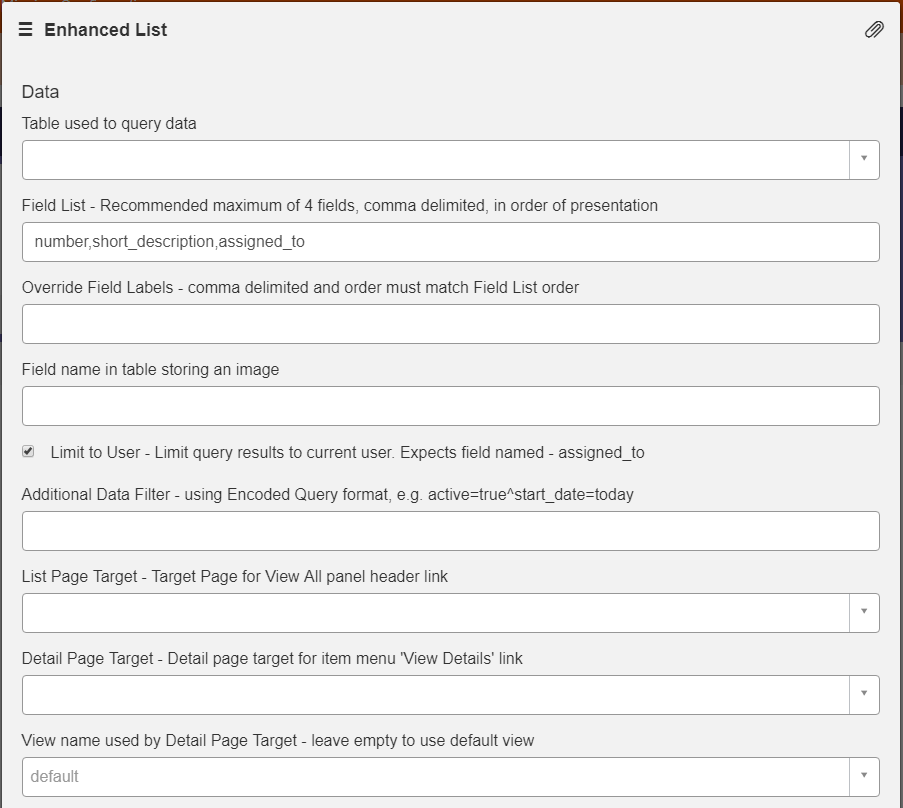 Enhanced List
Data
Table used to query data
Field List - Recommended maximum of 4 fields, comma delimited, in order of presentation
number,short_description,assigned_to
Override Field Labels - comma delimited and order must match Field List order
Field name in table storing an image
Limit to User - Limit query results to current user. Expects field named - assigned_to
Additional Data Filter - using Encoded Query format, e.g. active=true^start_date=today
List Page Target - Target Page for View All panel header link
Detail Page Target - Detail page target for item menu 'View Details' link
View name used by Detail Page Target - leave empty to use default view
default